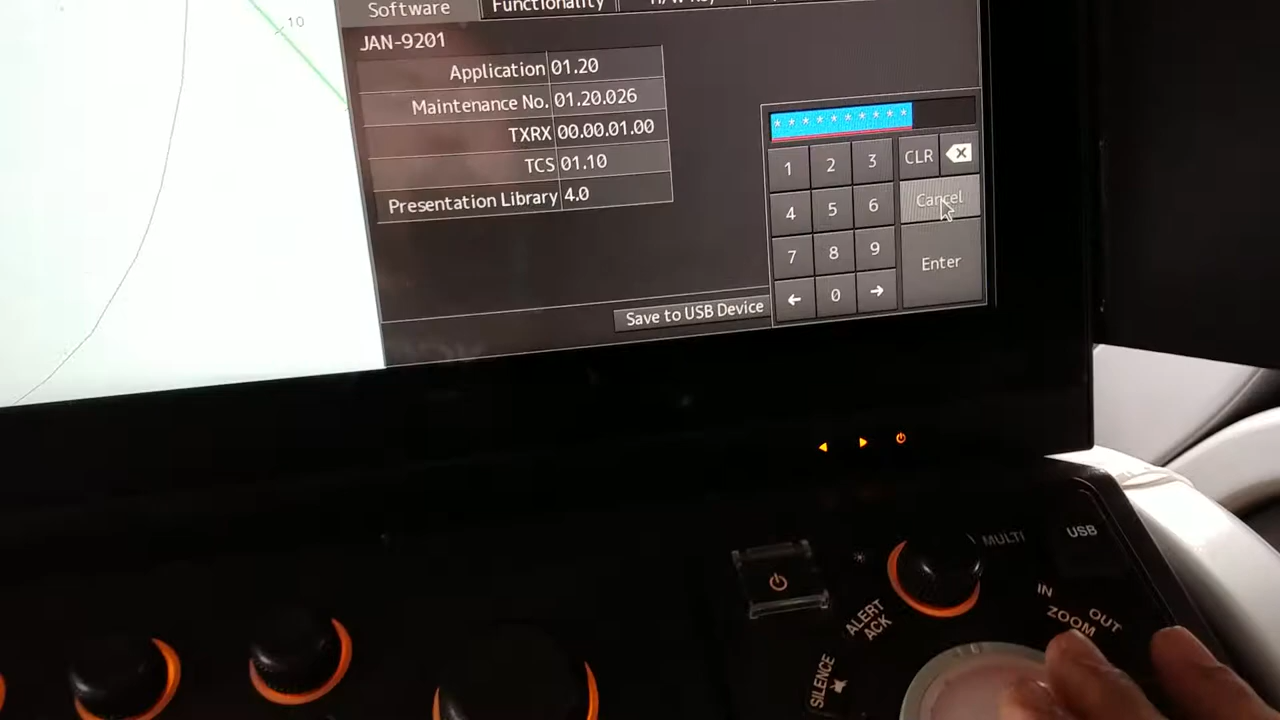 10
Software Functionality
JAN-9201
Application 01.20
Maintenance No. 01.20.026
TXRX 00.00.01.00
TCS 01.10
Presentation Library 4.0
**********
1 2 3 CLR
4 5 6 Cancel
7 8 9 Enter
← 0 →
Save to USB Device
MULTI
USB
ALERT ACK
IN ZOOM OUT
SILENCE